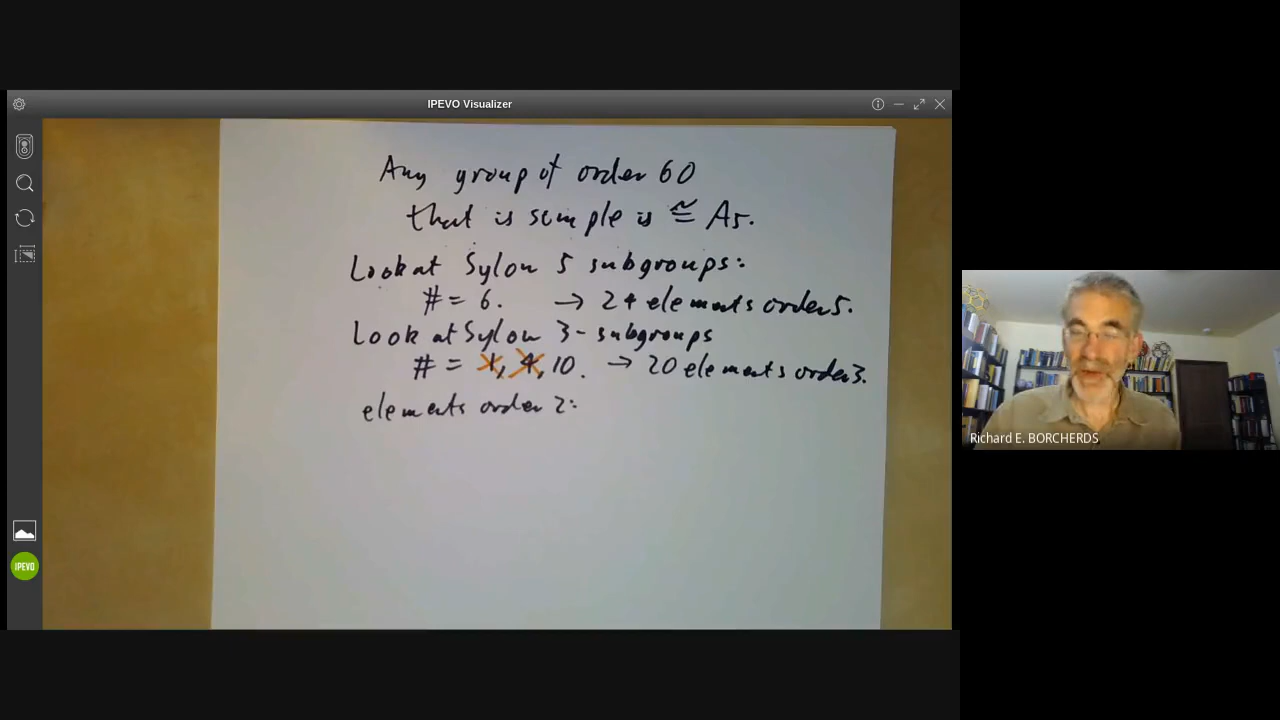 IPEVO Visualizer
Any group of order 60
that is simple is ≅ A5.
Look at Sylow 5 subgroups:
# = 6. → 24 elements order 5.
Look at Sylow 3-subgroups
# = 1, 4, 10. → 20 elements order 3.
elements order 2:
Richard E. BORCHERDS
IPEVO